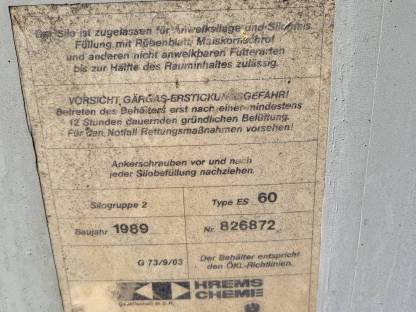 Der Silo ist zugelassen für Anwelksilage und Silomais
Füllung mit Rübenblatt, Maiskornschrot
und anderen nicht anwelkbaren Futterarten
bis zur Hälfte des Rauminhaltes zulässig.
VORSICHT, GÄRGAS-ERSTICKUNGSGEFAHR!
Betreten des Behälters erst nach einer mindestens
12 Stunden dauernden gründlichen Belüftung.
Für den Notfall Rettungsmaßnahmen vorsehen!
Ankerschrauben vor und nach
jeder Silobefüllung nachziehen.
Silogruppe 2
Type ES 60
Baujahr 1989
Nr. 826872
G 73/9/03
Der Behälter entspricht
den ÖKL-Richtlinien.
KREMS
CHEMIE